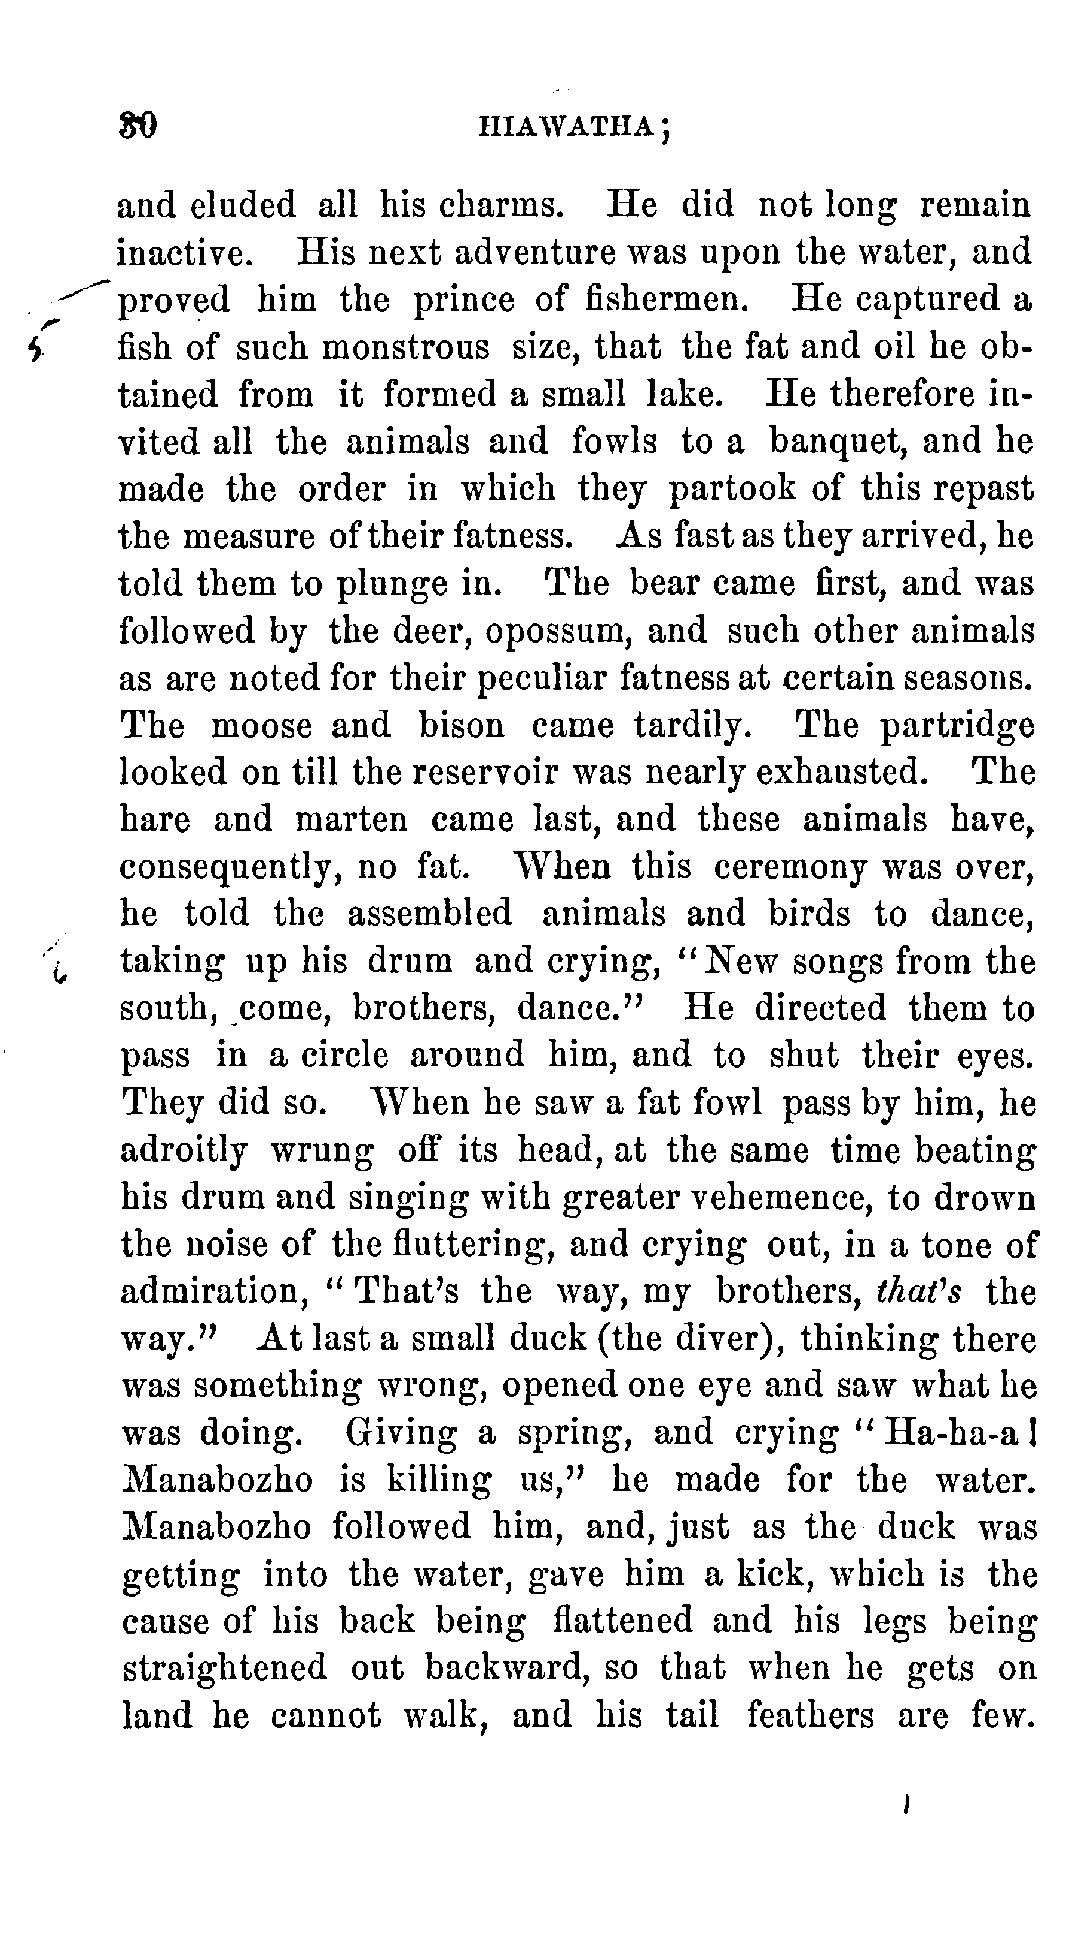 30 HIAWATHA;
and eluded all his charms. He did not long remain
inactive. His next adventure was upon the water, and
proved him the prince of fishermen. He captured a
fish of such monstrous size, that the fat and oil he ob-
tained from it formed a small lake. He therefore in-
vited all the animals and fowls to a banquet, and he
made the order in which they partook of this repast
the measure of their fatness. As fast as they arrived, he
told them to plunge in. The bear came first, and was
followed by the deer, opossum, and such other animals
as are noted for their peculiar fatness at certain seasons.
The moose and bison came tardily. The partridge
looked on till the reservoir was nearly exhausted. The
hare and marten came last, and these animals have,
consequently, no fat. When this ceremony was over,
he told the assembled animals and birds to dance,
taking up his drum and crying, "New songs from the
south, come, brothers, dance." He directed them to
pass in a circle around him, and to shut their eyes.
They did so. When he saw a fat fowl pass by him, he
adroitly wrung off its head, at the same time beating
his drum and singing with greater vehemence, to drown
the noise of the fluttering, and crying out, in a tone of
admiration, "That's the way, my brothers, that's the
way." At last a small duck (the diver), thinking there
was something wrong, opened one eye and saw what he
was doing. Giving a spring, and crying "Ha-ha-a!
Manabozho is killing us," he made for the water.
Manabozho followed him, and, just as the duck was
getting into the water, gave him a kick, which is the
cause of his back being flattened and his legs being
straightened out backward, so that when he gets on
land he cannot walk, and his tail feathers are few.